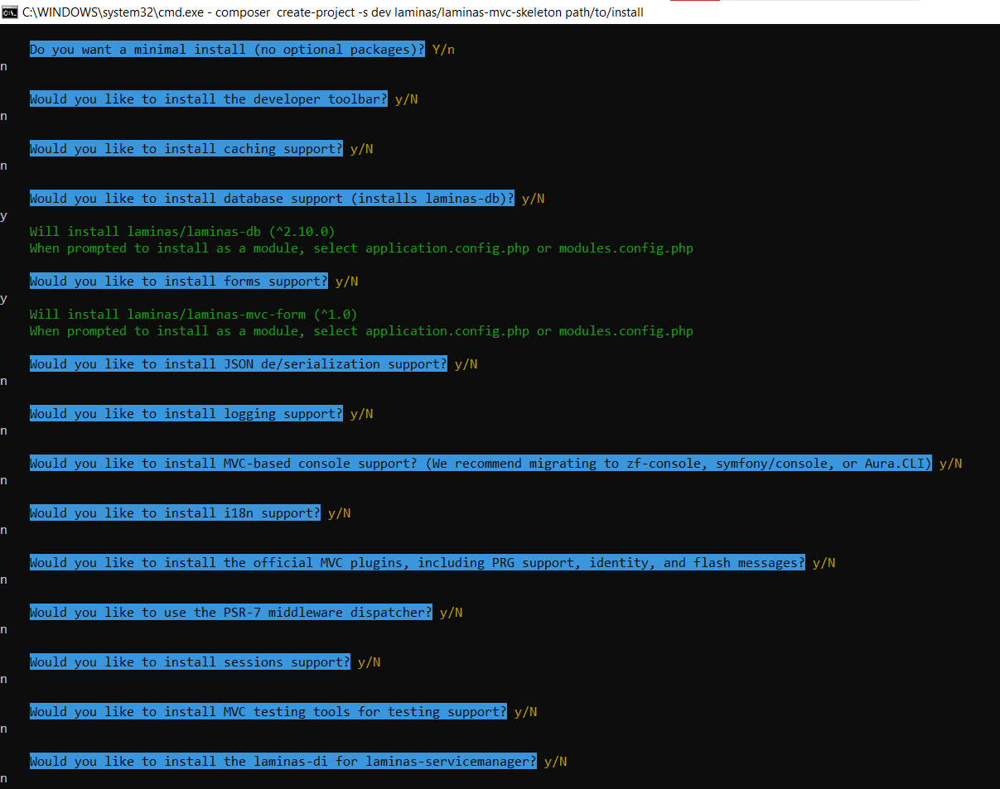 C:\WINDOWS\system32\cmd.exe - composer  create-project -s dev laminas/laminas-mvc-skeleton path/to/install
Do you want a minimal install (no optional packages)? Y/n
n
Would you like to install the developer toolbar? y/N
n
Would you like to install caching support? y/N
n
Would you like to install database support (installs laminas-db)? y/N
y
Will install laminas/laminas-db (^2.10.0)
When prompted to install as a module, select application.config.php or modules.config.php
Would you like to install forms support? y/N
y
Will install laminas/laminas-mvc-form (^1.0)
When prompted to install as a module, select application.config.php or modules.config.php
Would you like to install JSON de/serialization support? y/N
n
Would you like to install logging support? y/N
n
Would you like to install MVC-based console support? (We recommend migrating to zf-console, symfony/console, or Aura.CLI) y/N
n
Would you like to install i18n support? y/N
n
Would you like to install the official MVC plugins, including PRG support, identity, and flash messages? y/N
n
Would you like to use the PSR-7 middleware dispatcher? y/N
n
Would you like to install sessions support? y/N
n
Would you like to install MVC testing tools for testing support? y/N
n
Would you like to install the laminas-di for laminas-servicemanager? y/N
n